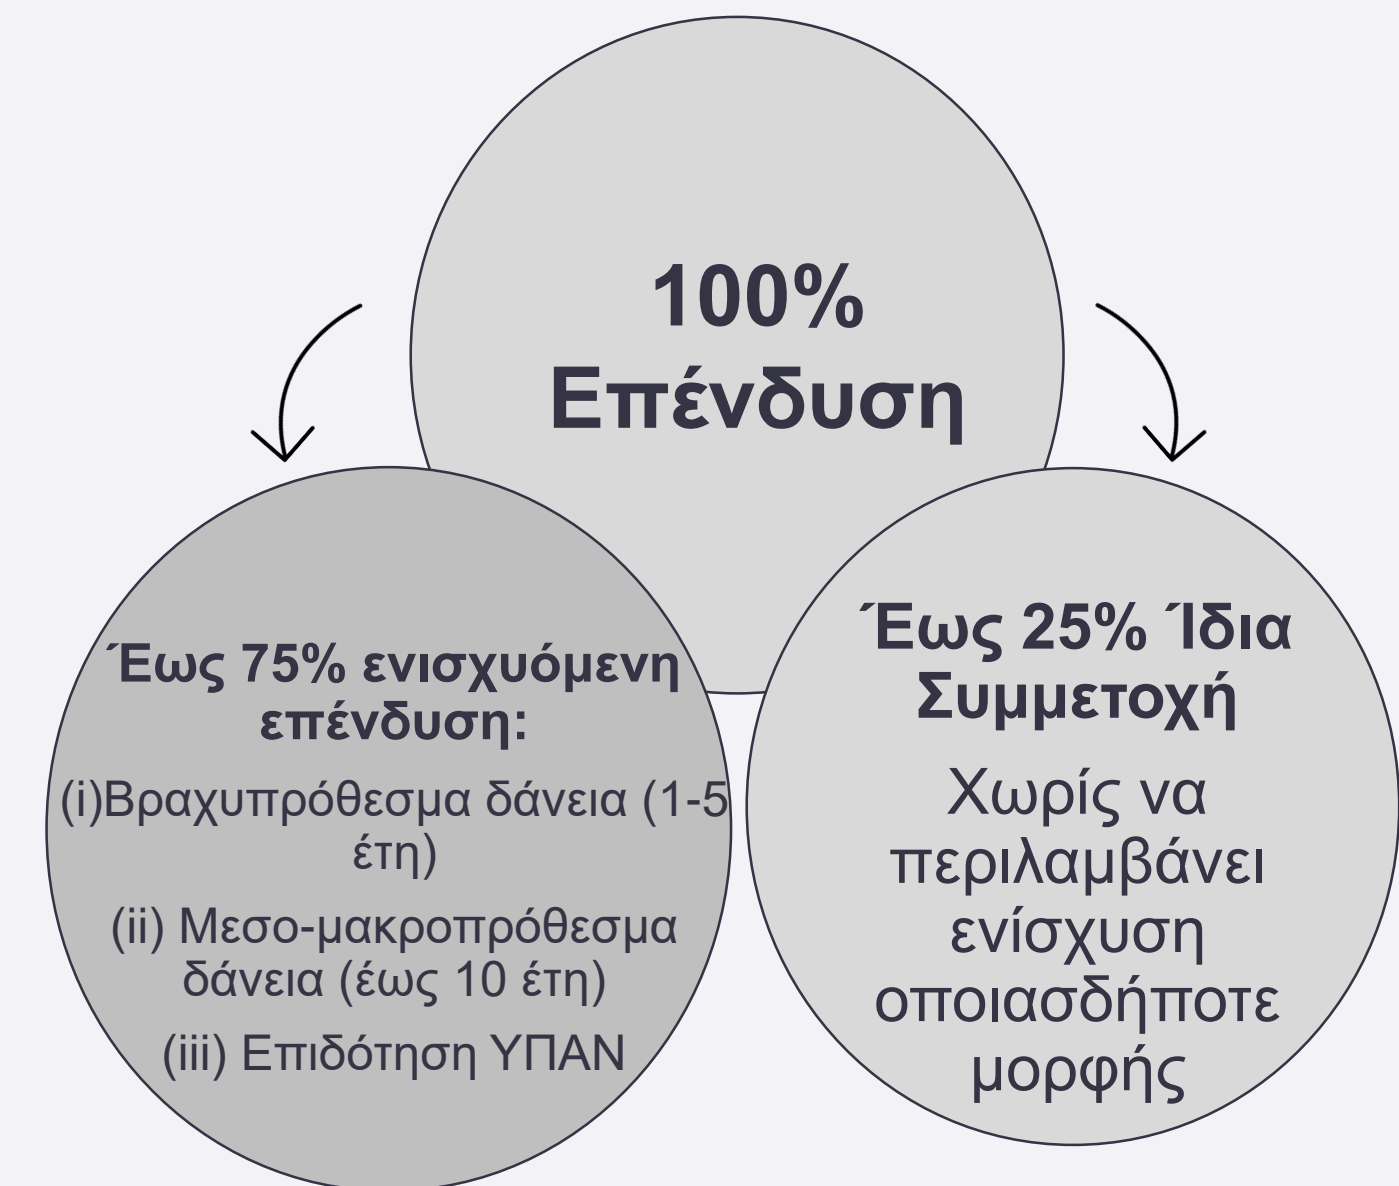 100%
Επένδυση
Έως 75% ενισχυόμενη
επένδυση:
(i)Βραχυπρόθεσμα δάνεια (1-5
έτη)
(ii) Μεσο-μακροπρόθεσμα
δάνεια (έως 10 έτη)
(iii) Επιδότηση ΥΠΑΝ
Έως 25% Ίδια
Συμμετοχή
Χωρίς να
περιλαμβάνει
ενίσχυση
οποιασδήποτε
μορφής